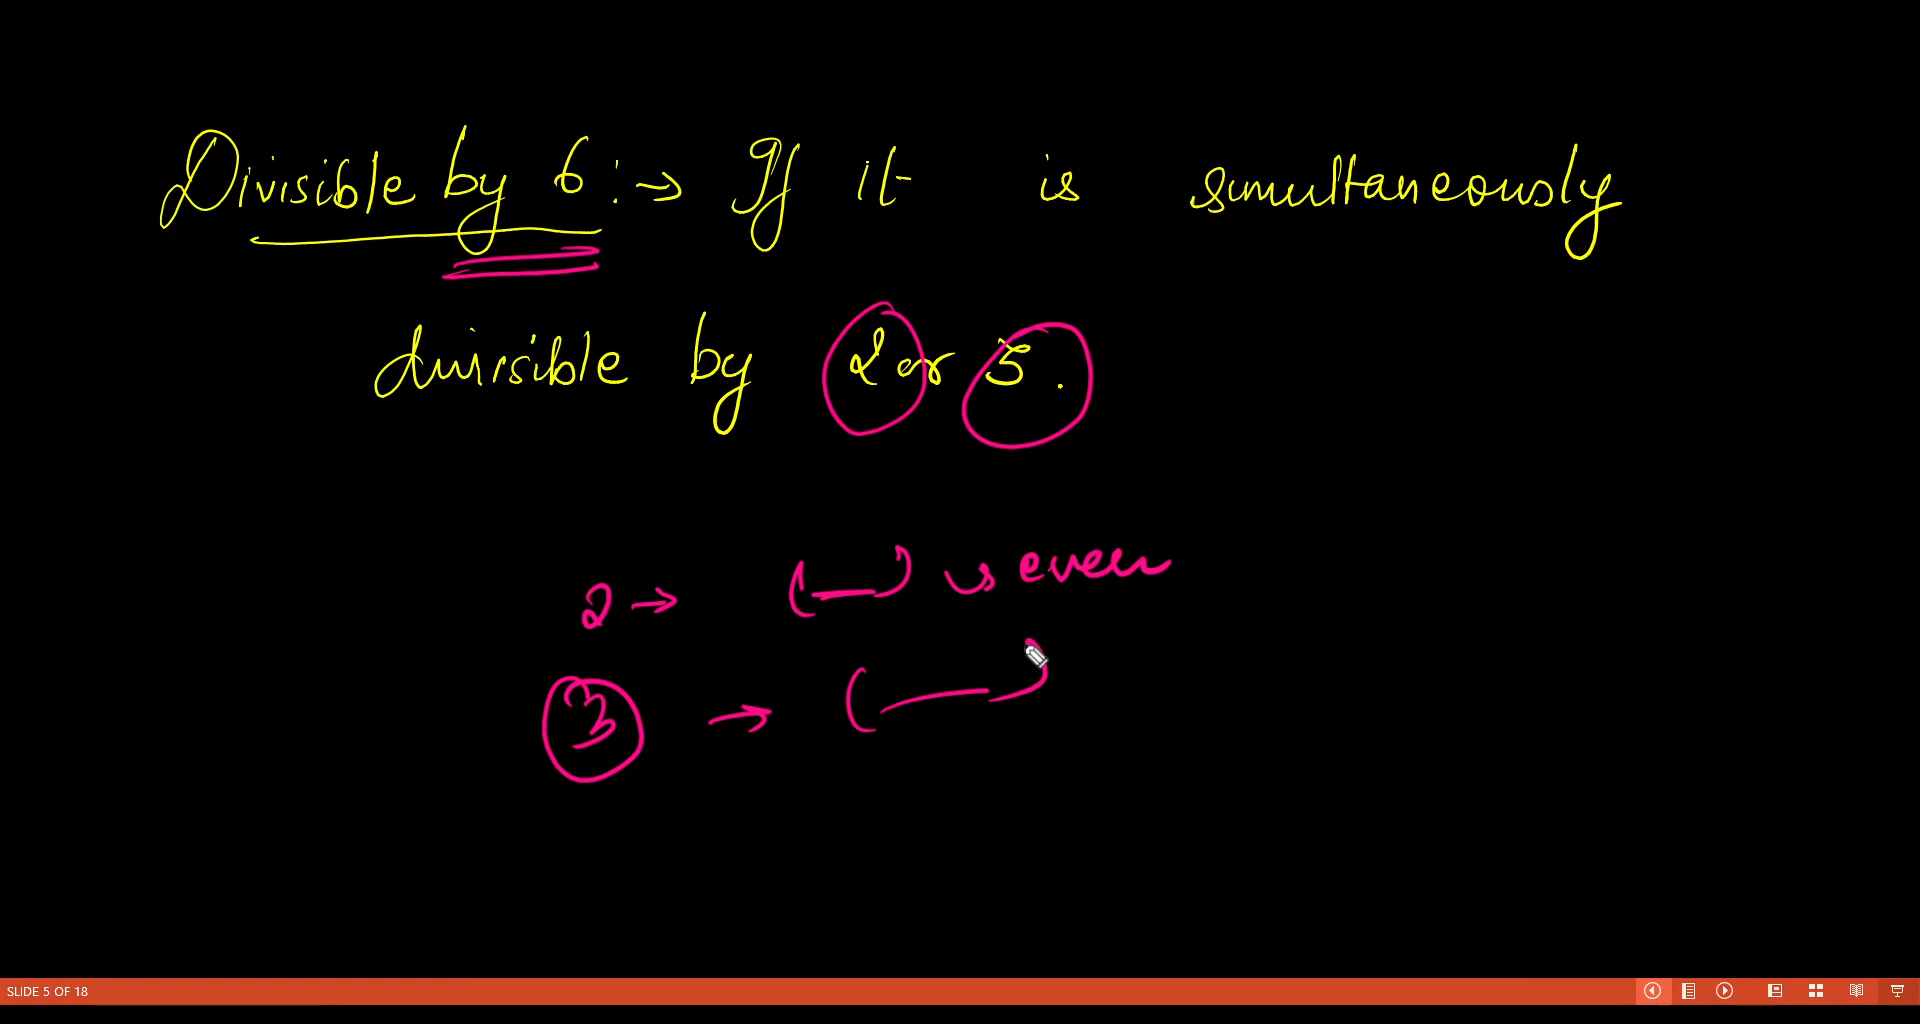 Divisible by 6 :→ If it is simultaneously
divisible by 2 or 3.
2 → (—) is even
3 → (—)
SLIDE 5 OF 18